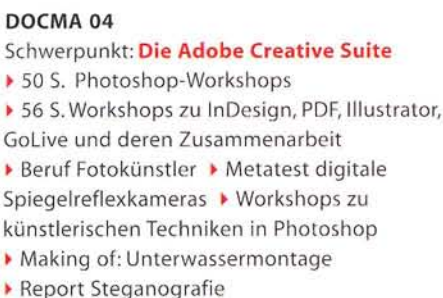 DOCMA 04
Schwerpunkt: Die Adobe Creative Suite
▸ 50 S. Photoshop-Workshops
▸ 56 S. Workshops zu InDesign, PDF, Illustrator,
GoLive und deren Zusammenarbeit
▸ Beruf Fotokünstler ▸ Metatest digitale
Spiegelreflexkameras ▸ Workshops zu
künstlerischen Techniken in Photoshop
▸ Making of: Unterwassermontage
▸ Report Steganografie